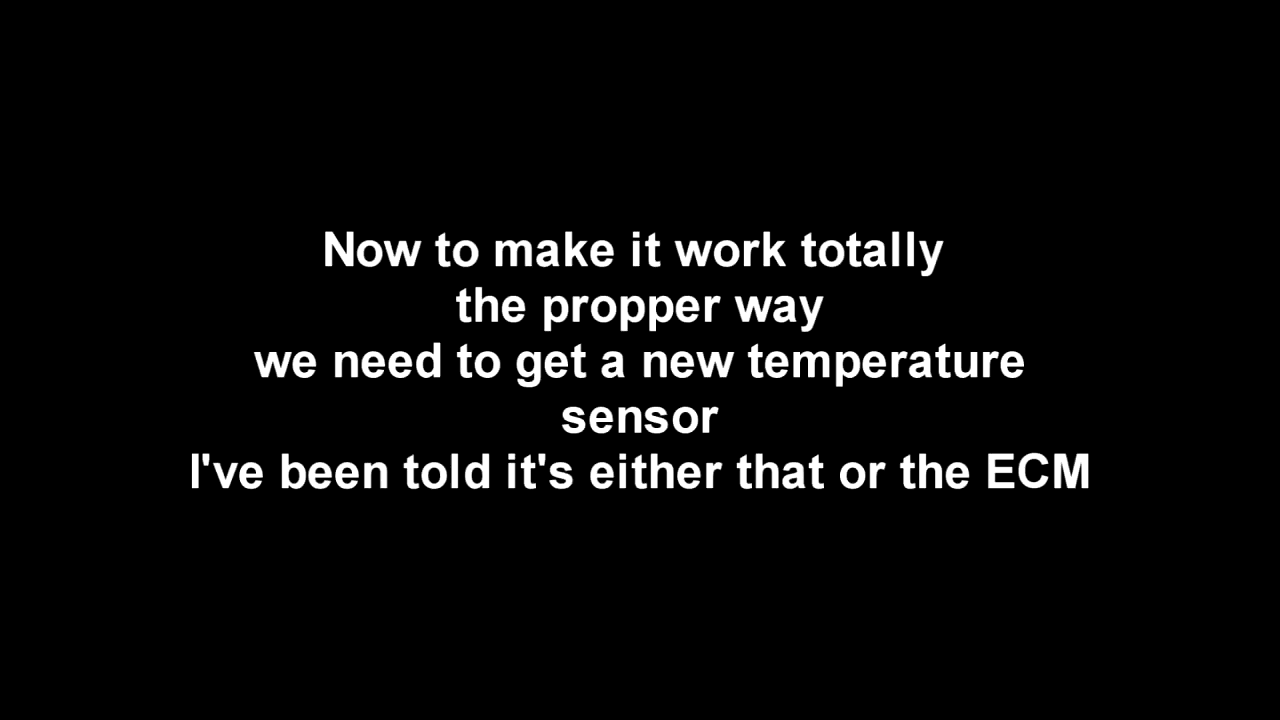 Now to make it work totally
the propper way
we need to get a new temperature
sensor
I've been told it's either that or the ECM